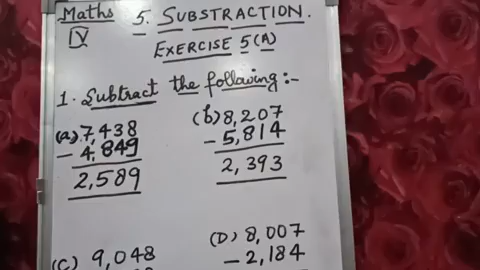 Maths 5. SUBSTRACTION.
V
EXERCISE 5(A)
1. Subtract the following:-
(a) 7,438
- 4,849
2,589
(b) 8,207
- 5,814
2,393
(C) 9,048
(D) 8,007
- 2,184